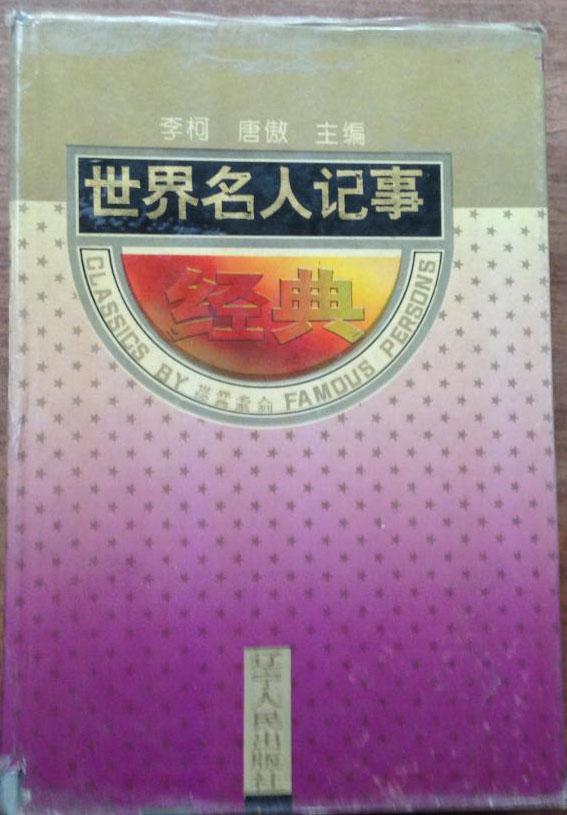 李柯 唐傲 主编
世界名人记事
经典
CLASSICS BY
FAMOUS PERSONS
辽宁人民出版社